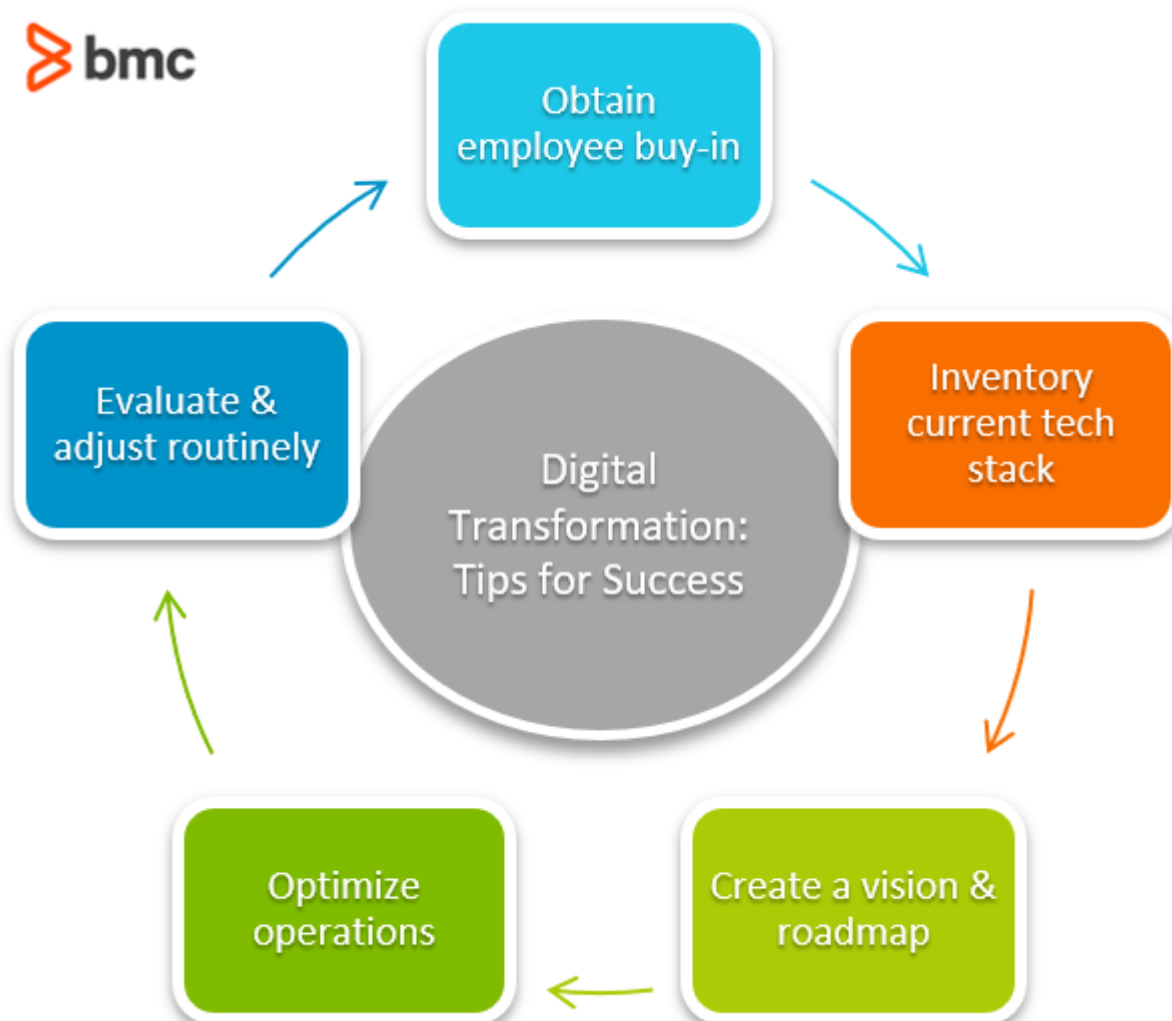 bmc
Obtain
employee buy-in
Inventory
current tech
stack
Create a vision &
roadmap
Optimize
operations
Evaluate &
adjust routinely
Digital
Transformation:
Tips for Success